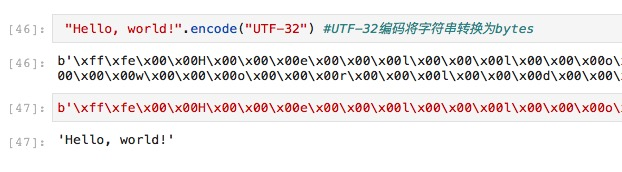 [46]: "Hello, world!".encode("UTF-32") #UTF-32编码将字符串转换为bytes
[46]: b'\xff\xfe\x00\x00H\x00\x00\x00e\x00\x00\x00l\x00\x00\x00l\x00\x00\x00o\x
00\x00\x00w\x00\x00\x00o\x00\x00\x00r\x00\x00\x00l\x00\x00\x00d\x00\x00\x
[47]: b'\xff\xfe\x00\x00H\x00\x00\x00e\x00\x00\x00l\x00\x00\x00l\x00\x00\x00o\x
[47]: 'Hello, world!'